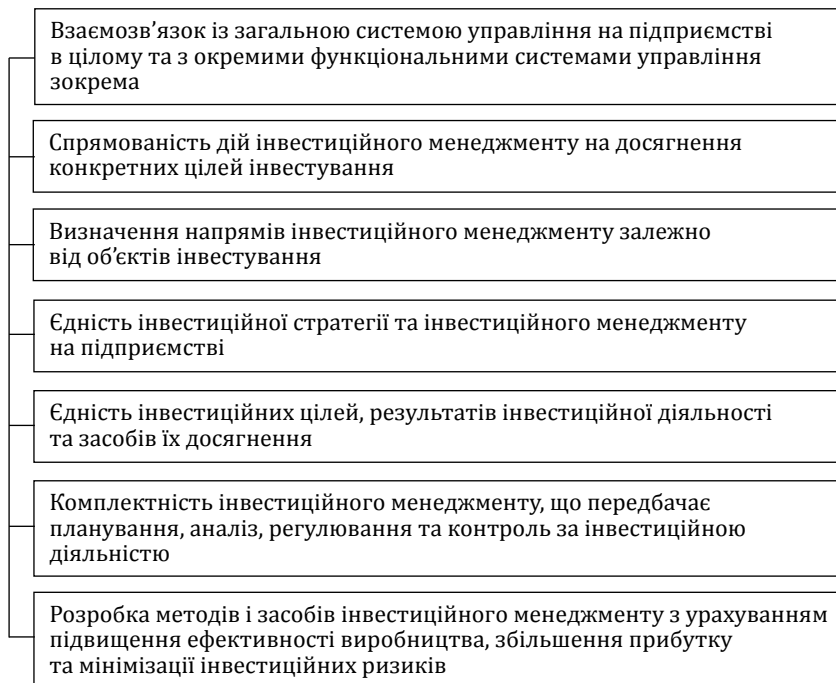 Взаємозв’язок із загальною системою управління на підприємстві
в цілому та з окремими функціональними системами управління
зокрема
Спрямованість дій інвестиційного менеджменту на досягнення
конкретних цілей інвестування
Визначення напрямів інвестиційного менеджменту залежно
від об’єктів інвестування
Єдність інвестиційної стратегії та інвестиційного менеджменту
на підприємстві
Єдність інвестиційних цілей, результатів інвестиційної діяльності
та засобів їх досягнення
Комплектність інвестиційного менеджменту, що передбачає
планування, аналіз, регулювання та контроль за інвестиційною
діяльністю
Розробка методів і засобів інвестиційного менеджменту з урахуванням
підвищення ефективності виробництва, збільшення прибутку
та мінімізації інвестиційних ризиків